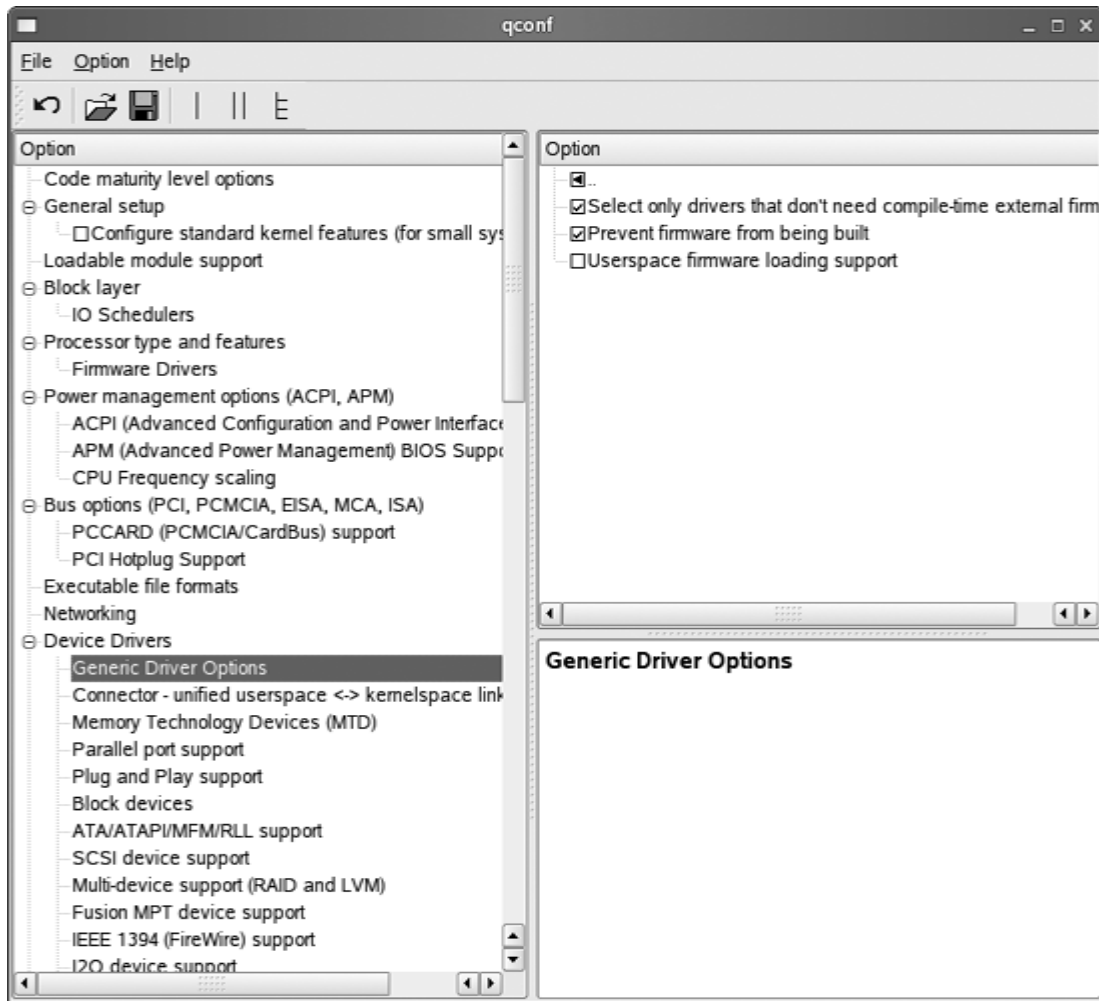 qconf
File Option Help
Option
Code maturity level options
General setup
Configure standard kernel features (for small sys
Loadable module support
Block layer
IO Schedulers
Processor type and features
Firmware Drivers
Power management options (ACPI, APM)
ACPI (Advanced Configuration and Power Interface
APM (Advanced Power Management) BIOS Suppo
CPU Frequency scaling
Bus options (PCI, PCMCIA, EISA, MCA, ISA)
PCCARD (PCMCIA/CardBus) support
PCI Hotplug Support
Executable file formats
Networking
Device Drivers
Generic Driver Options
Connector - unified userspace <-> kernelspace link
Memory Technology Devices (MTD)
Parallel port support
Plug and Play support
Block devices
ATA/ATAPI/MFM/RLL support
SCSI device support
Multi-device support (RAID and LVM)
Fusion MPT device support
IEEE 1394 (FireWire) support
I2O device support
Option
..
Select only drivers that don't need compile-time external firm
Prevent firmware from being built
Userspace firmware loading support
Generic Driver Options